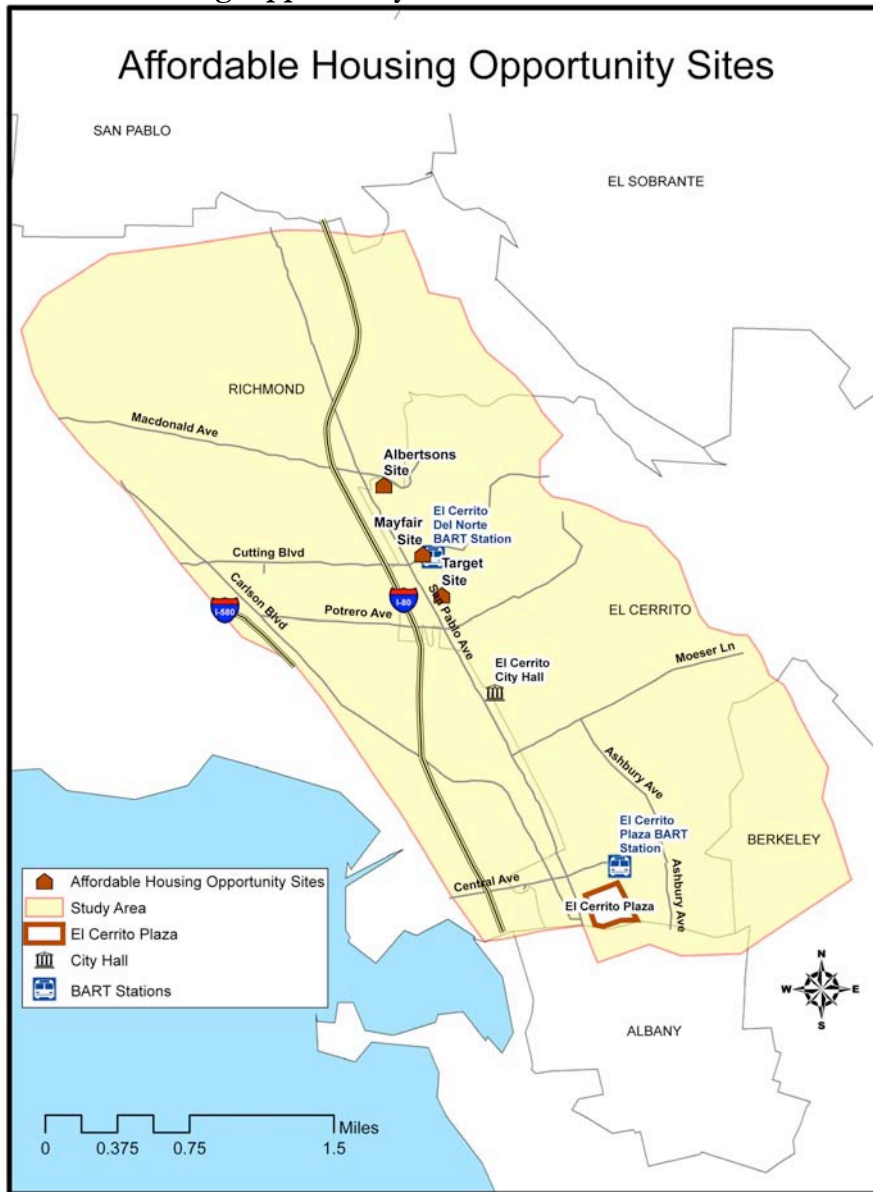 Affordable Housing Opportunity Sites
SAN PABLO
EL SOBRANTE
RICHMOND
Macdonald Ave
Albertsons
Site
El Cerrito
Del Norte
BART Station
Mayfair
Site
Cutting Blvd
Target
Site
Carlson Blvd
I-580
I-80
Potrero Ave
San Pablo Ave
EL CERRITO
Moeser Ln
El Cerrito
City Hall
Ashbury Ave
El Cerrito
Plaza BART
Station
BERKELEY
Ashbury Ave
Central Ave
El Cerrito Plaza
Affordable Housing Opportunity Sites
Study Area
El Cerrito Plaza
City Hall
BART Stations
N
W E
S
ALBANY
Miles
0 0.375 0.75 1.5